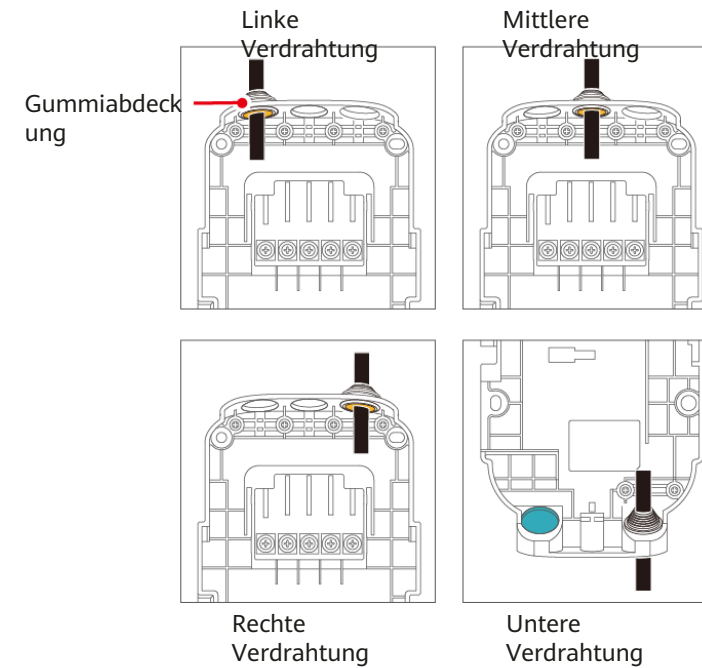 Linke
Verdrahtung
Mittlere
Verdrahtung
Gummiabdeck
ung
Rechte
Verdrahtung
Untere
Verdrahtung